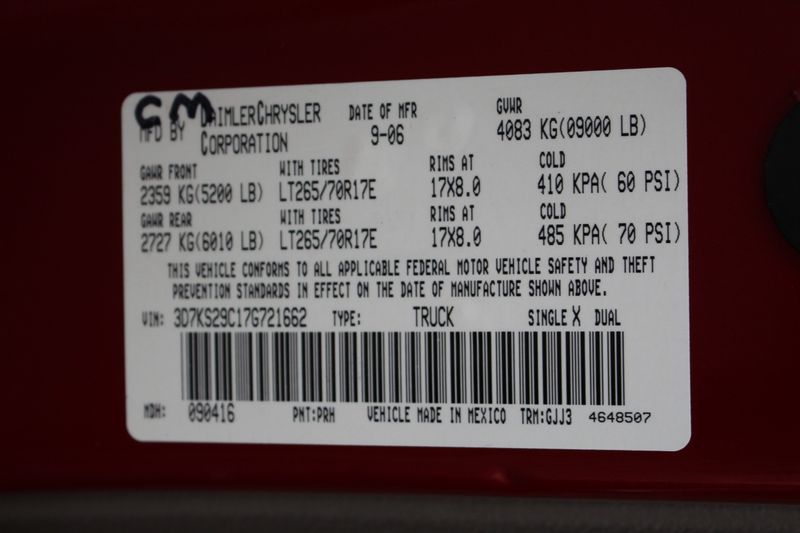 CM
MFD BY DAIMLERCHRYSLER CORPORATION DATE OF MFR 9-06 GVWR 4083 KG(09000 LB)
GAWR FRONT WITH TIRES RIMS AT COLD
2359 KG(5200 LB) LT265/70R17E 17X8.0 410 KPA( 60 PSI)
GAWR REAR WITH TIRES RIMS AT COLD
2727 KG(6010 LB) LT265/70R17E 17X8.0 485 KPA( 70 PSI)
THIS VEHICLE CONFORMS TO ALL APPLICABLE FEDERAL MOTOR VEHICLE SAFETY AND THEFT
PREVENTION STANDARDS IN EFFECT ON THE DATE OF MANUFACTURE SHOWN ABOVE.
VIN: 3D7KS29C17G721662 TYPE: TRUCK SINGLE X DUAL
MDH: 090416 PNT:PRH VEHICLE MADE IN MEXICO TRM:GJJ3 4648507